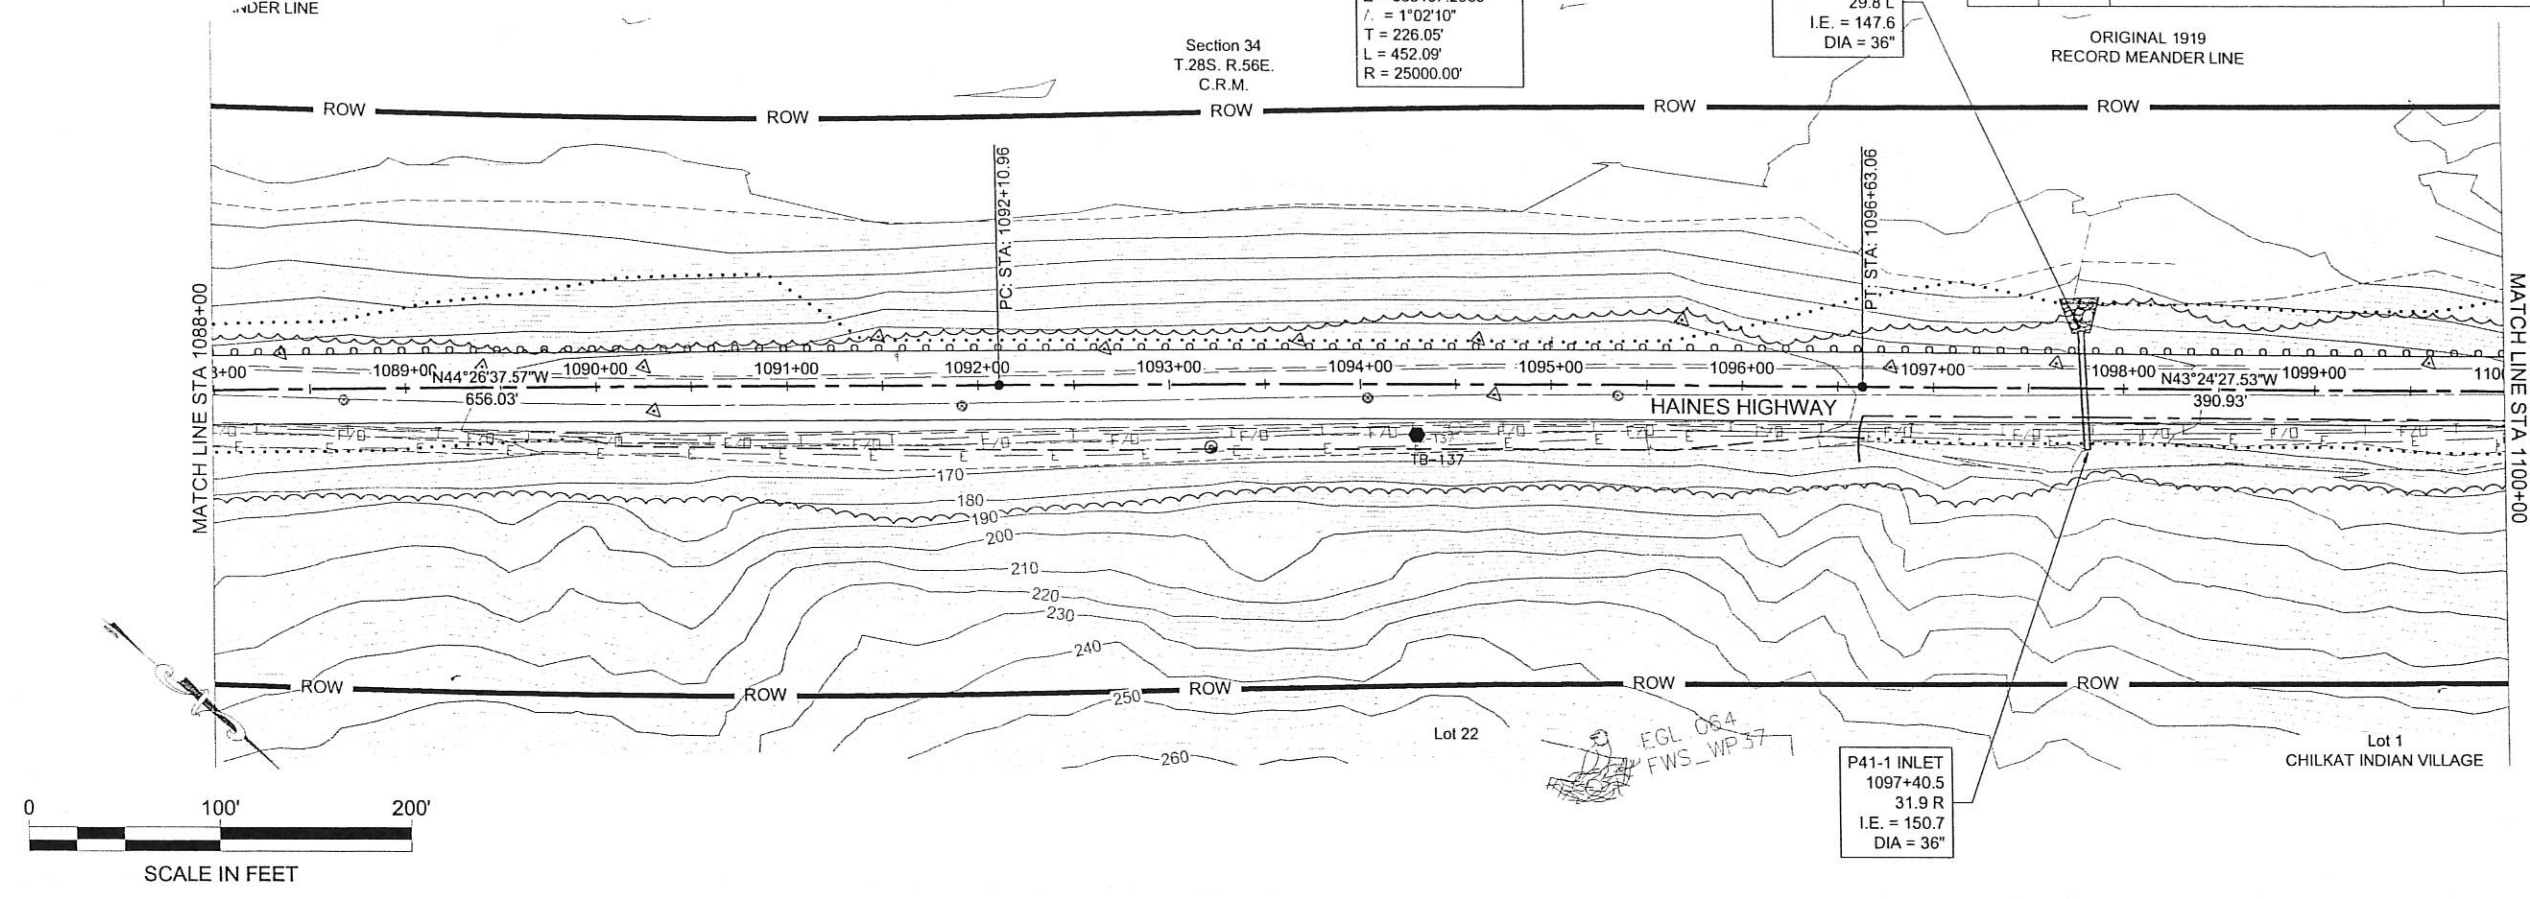 Section 34
T.28S. R.56E.
C.R.M.
= 1°02'10"
T = 226.05'
L = 452.09'
R = 25000.00'
29.8 L
I.E. = 147.6
DIA = 36"
ORIGINAL 1919
RECORD MEANDER LINE
ROW ROW ROW ROW ROW
MATCH LINE STA 1088+00
PC: STA: 1092+10.96
PT STA: 1096+63.06
MATCH LINE STA 1100+00
1089+00 1090+00 1091+00 1092+00 1093+00 1094+00 1095+00 1096+00 1097+00 1098+00 1099+00
N44°26'37.57"W
656.03'
N43°24'27.53"W
390.93'
HAINES HIGHWAY
F/O F/O F/O F/O F/O F/O F/O F/O F/O F/O F/O
E E E E E E E E
TB-137
170
180
190
200
210
220
230
240
250
260
ROW ROW ROW ROW ROW
Lot 22
EGL 064
FWS_WP37
P41-1 INLET
1097+40.5
31.9 R
I.E. = 150.7
DIA = 36"
Lot 1
CHILKAT INDIAN VILLAGE
0 100' 200'
SCALE IN FEET